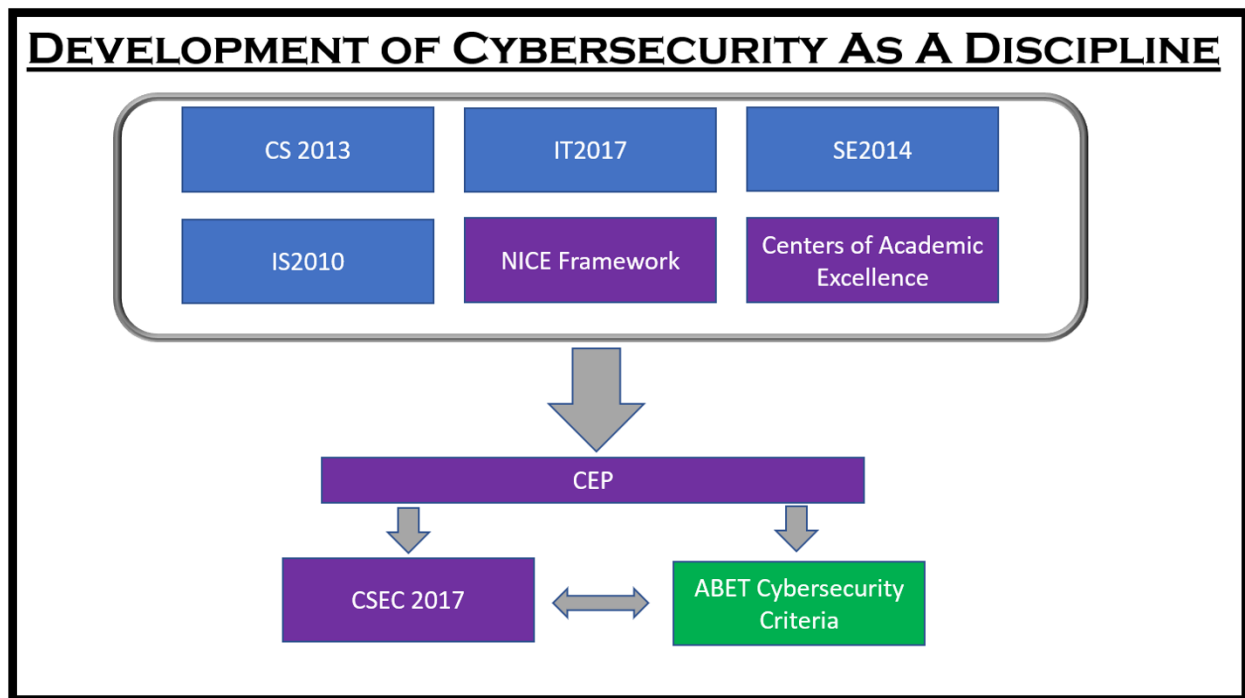 DEVELOPMENT OF CYBERSECURITY AS A DISCIPLINE
CS 2013
IT2017
SE2014
IS2010
NICE Framework
Centers of Academic
Excellence
CEP
CSEC 2017
ABET Cybersecurity
Criteria